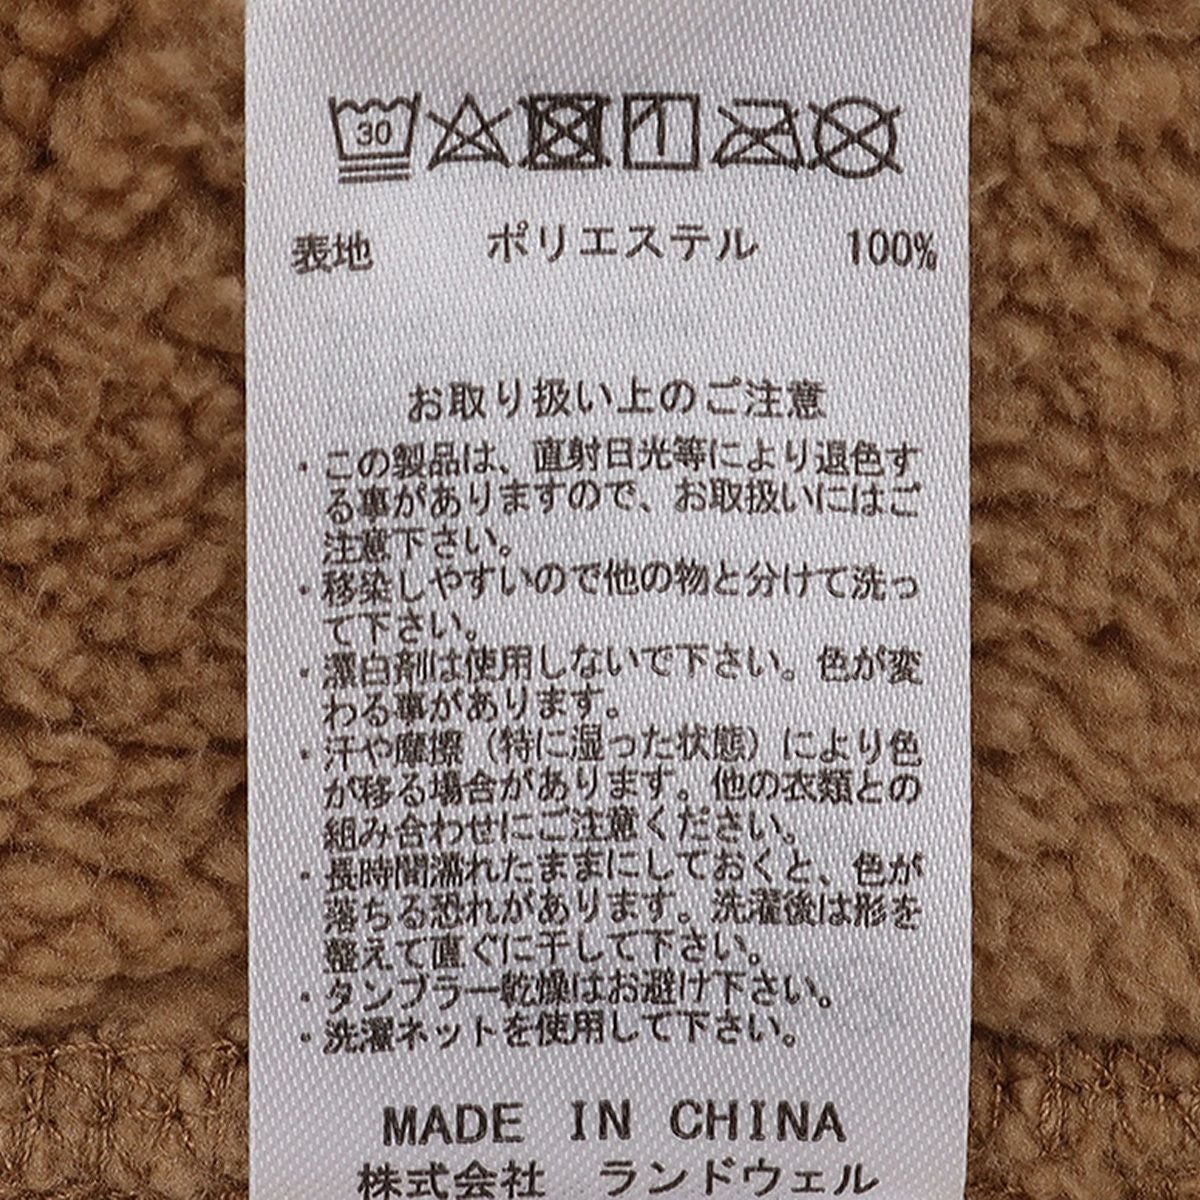 30
表地 ポリエステル 100%
お取り扱い上のご注意
・この製品は、直射日光等により退色す
る事がありますので、お取扱いにはご
注意下さい。
・移染しやすいので他の物と分けて洗っ
て下さい。
・漂白剤は使用しないで下さい。色が変
わる事があります。
・汗や摩擦(特に湿った状態)により色
が移る場合があります。他の衣類との
組み合わせにご注意ください。
・長時間濡れたままにしておくと、色が
落ちる恐れがあります。洗濯後は形を
整えて直ぐに干して下さい。
・タンブラー乾燥はお避け下さい。
・洗濯ネットを使用して下さい。
MADE IN CHINA
株式会社 ランドウェル